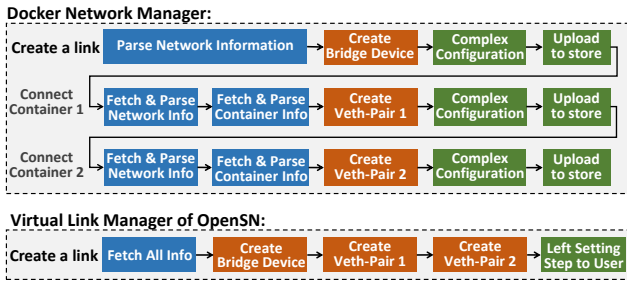 Docker Network Manager:
Create a link
Parse Network Information
Create
Bridge Device
Complex
Configuration
Upload
to store
Connect
Container 1
Fetch & Parse
Network Info
Fetch & Parse
Container Info
Create
Veth-Pair 1
Complex
Configuration
Upload
to store
Connect
Container 2
Fetch & Parse
Network Info
Fetch & Parse
Container Info
Create
Veth-Pair 2
Complex
Configuration
Upload
to store
Virtual Link Manager of OpenSN:
Create a link
Fetch All Info
Create
Bridge Device
Create
Veth-Pair 1
Create
Veth-Pair 2
Left Setting
Step to User